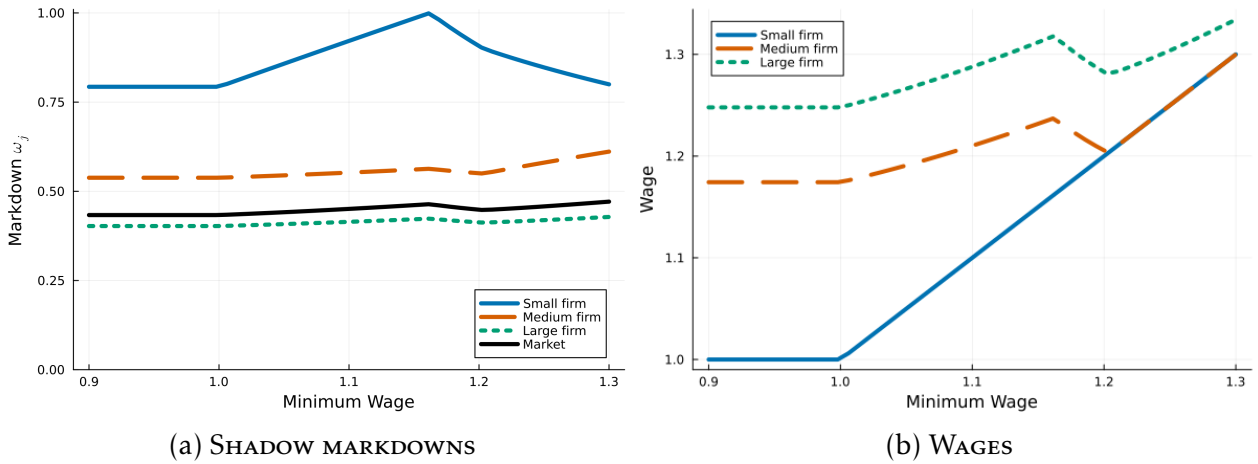 1.00
0.75
0.50
0.25
0.00
Markdown ω_j
0.9 1.0 1.1 1.2 1.3
Minimum Wage
Small firm
Medium firm
Large firm
Market
(a) Shadow markdowns
1.3
1.2
1.1
1.0
Wage
0.9 1.0 1.1 1.2 1.3
Minimum Wage
Small firm
Medium firm
Large firm
(b) Wages